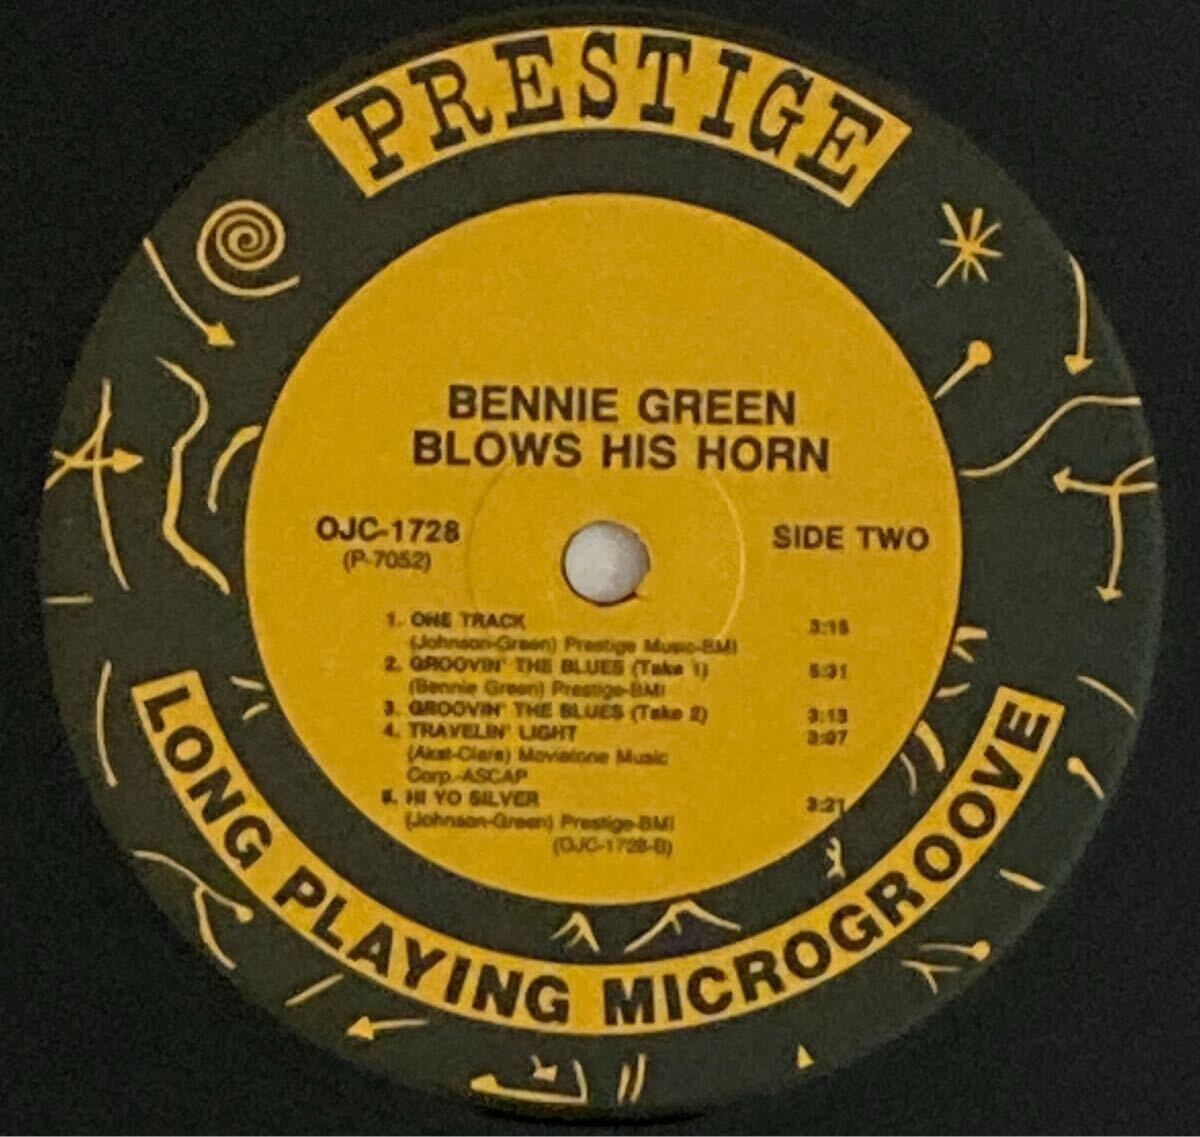 PRESTIGE
BENNIE GREEN
BLOWS HIS HORN
OJC-1728
(P-7052)
SIDE TWO
1. ONE TRACK 3:15
(Johnson-Green) Prestige Music-BMI
2. GROOVIN' THE BLUES (Take 1) 5:31
(Bennie Green) Prestige-BMI
3. GROOVIN' THE BLUES (Take 2) 3:13
4. TRAVELIN' LIGHT 3:07
(Akst-Clare) Movietone Music
Corp.-ASCAP
5. HI YO SILVER 3:21
(Johnson-Green) Prestige-BMI
(OJC-1728-B)
LONG PLAYING MICROGROOVE